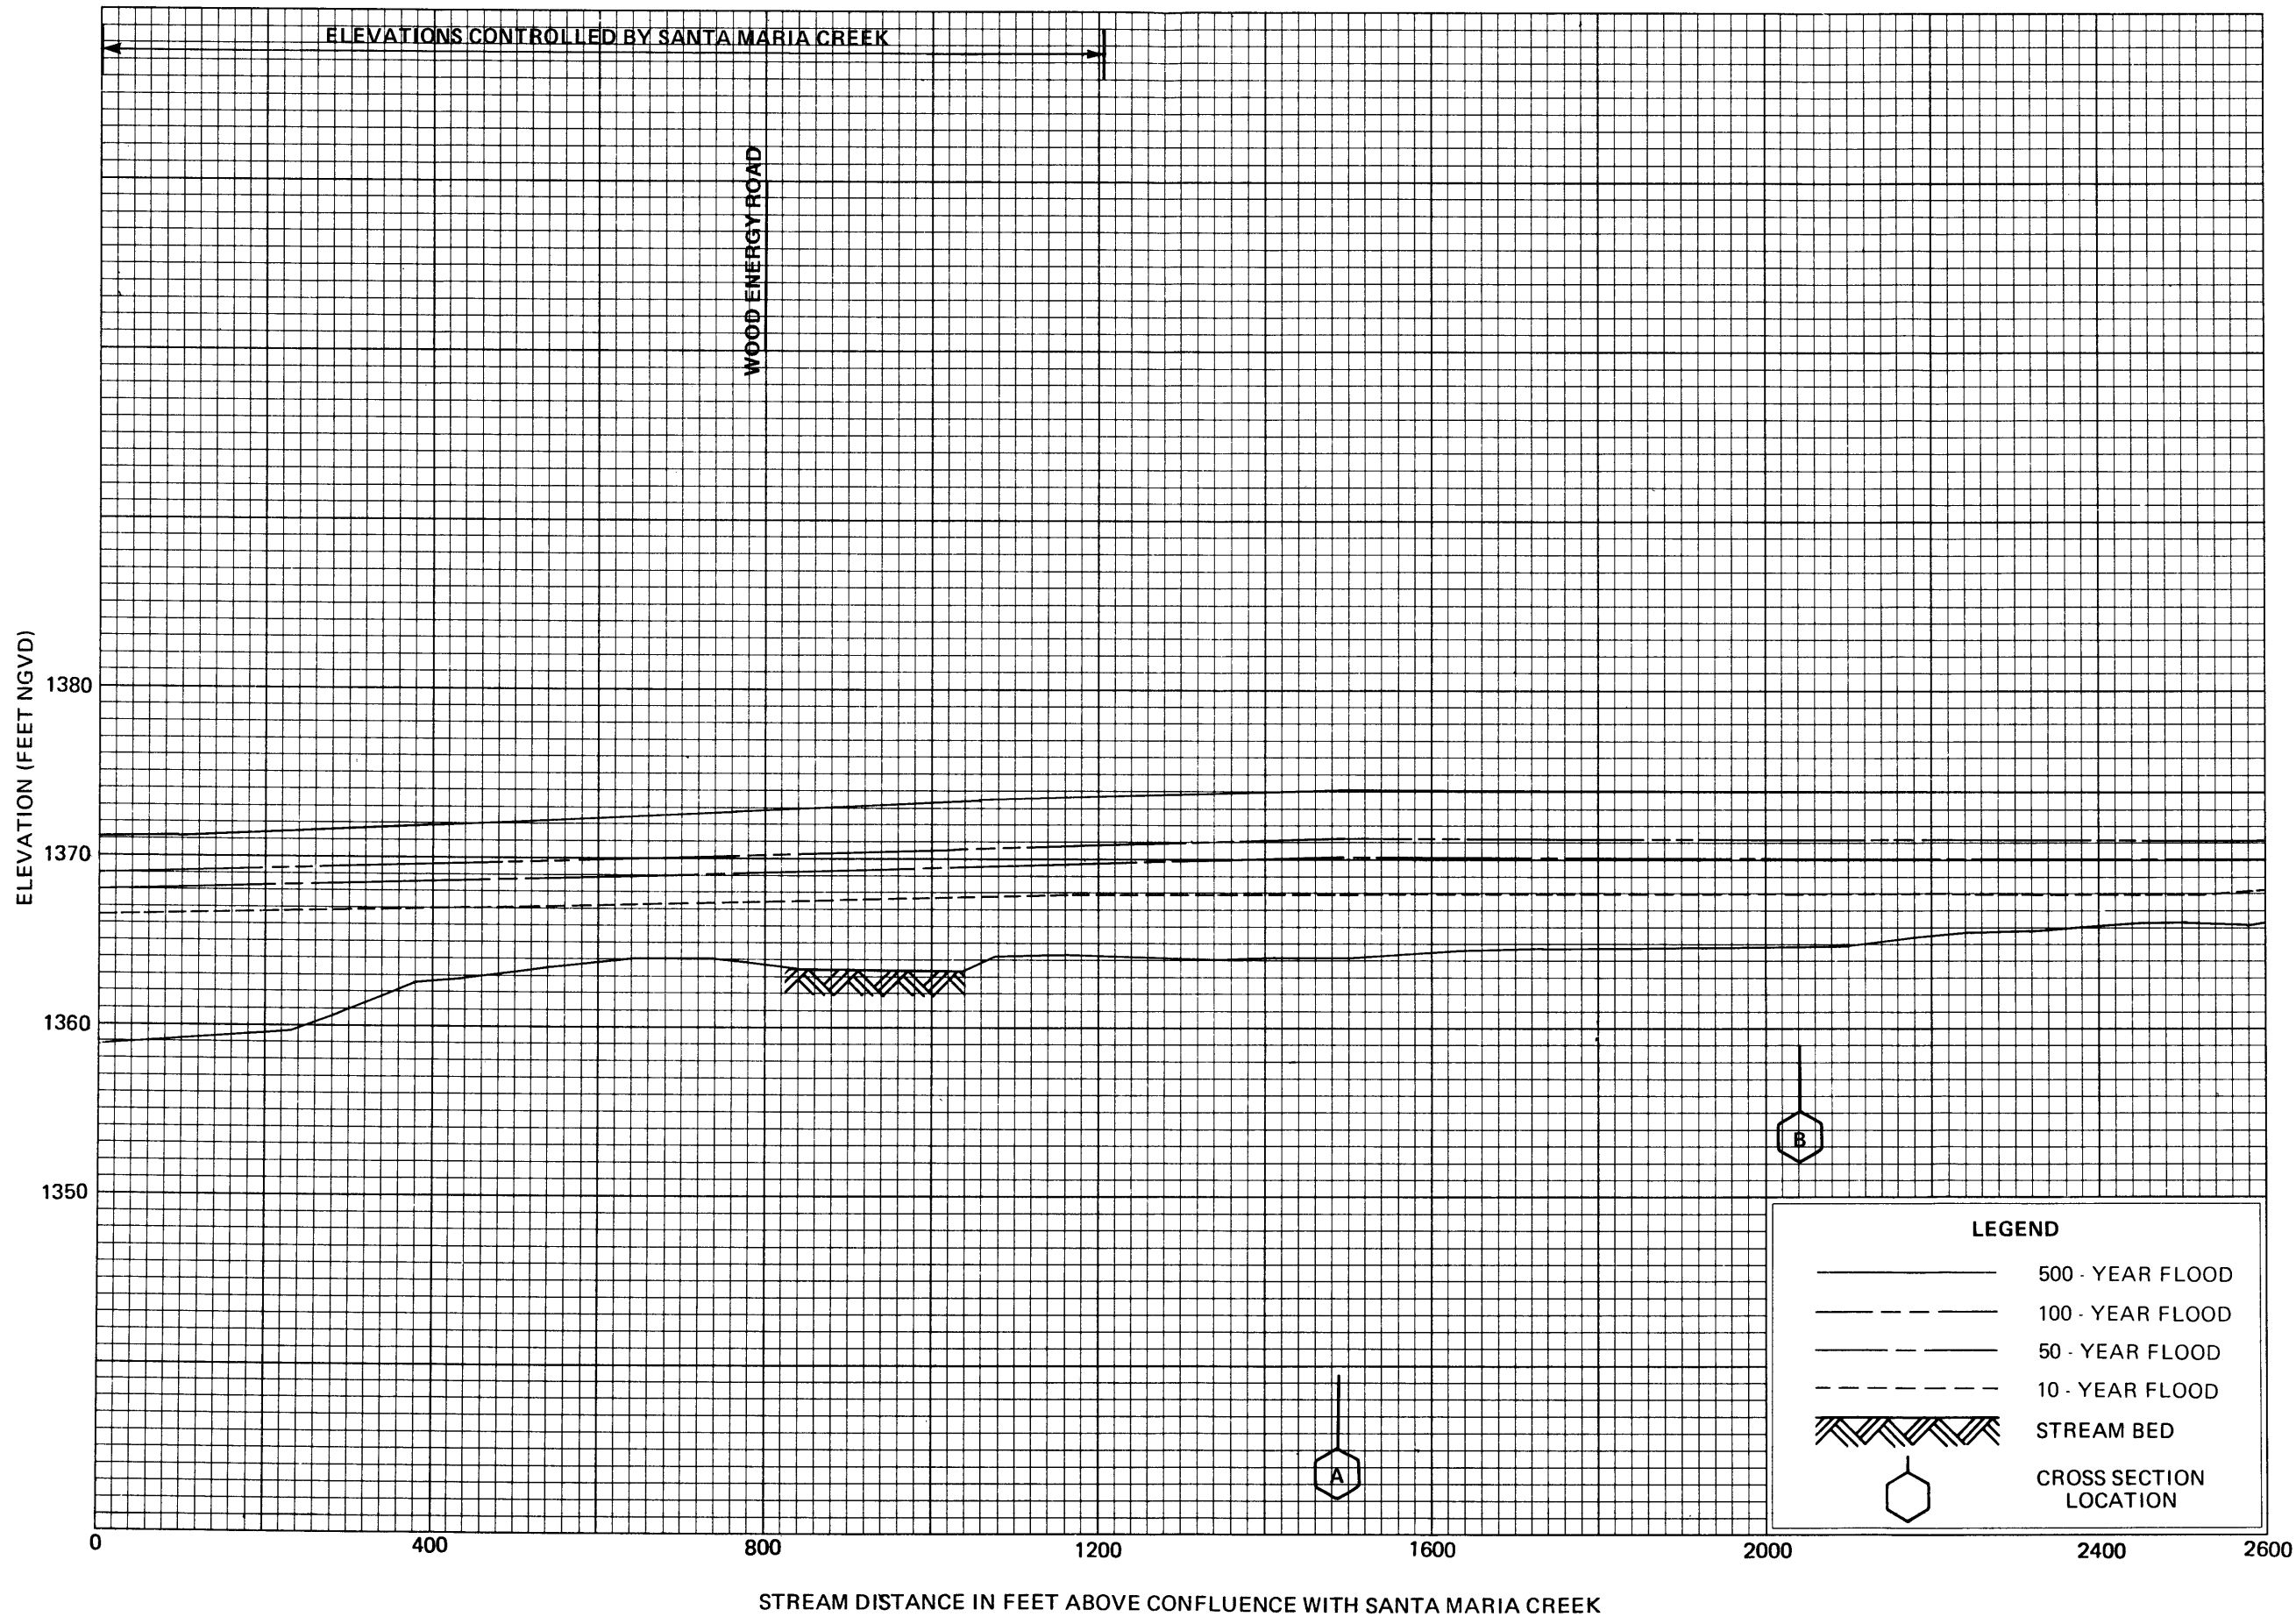 ELEVATIONS CONTROLLED BY SANTA MARIA CREEK
WOOD ENERGY ROAD
ELEVATION (FEET NGVD)
1380
1370
1360
1350
B
A
LEGEND
500 - YEAR FLOOD
100 - YEAR FLOOD
50 - YEAR FLOOD
10 - YEAR FLOOD
STREAM BED
CROSS SECTION
LOCATION
0
400
800
1200
1600
2000
2400
2600
STREAM DISTANCE IN FEET ABOVE CONFLUENCE WITH SANTA MARIA CREEK